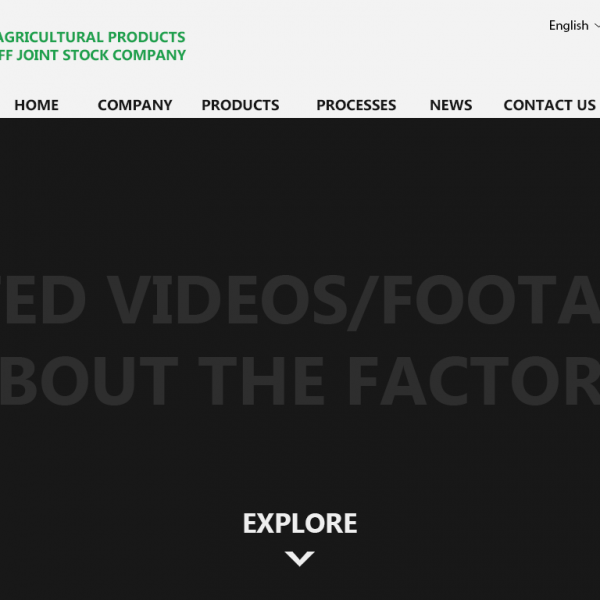 English
AGRICULTURAL PRODUCTS
FF JOINT STOCK COMPANY
HOME COMPANY PRODUCTS PROCESSES NEWS CONTACT US
TED VIDEOS/FOOTA
BOUT THE FACTOR
EXPLORE